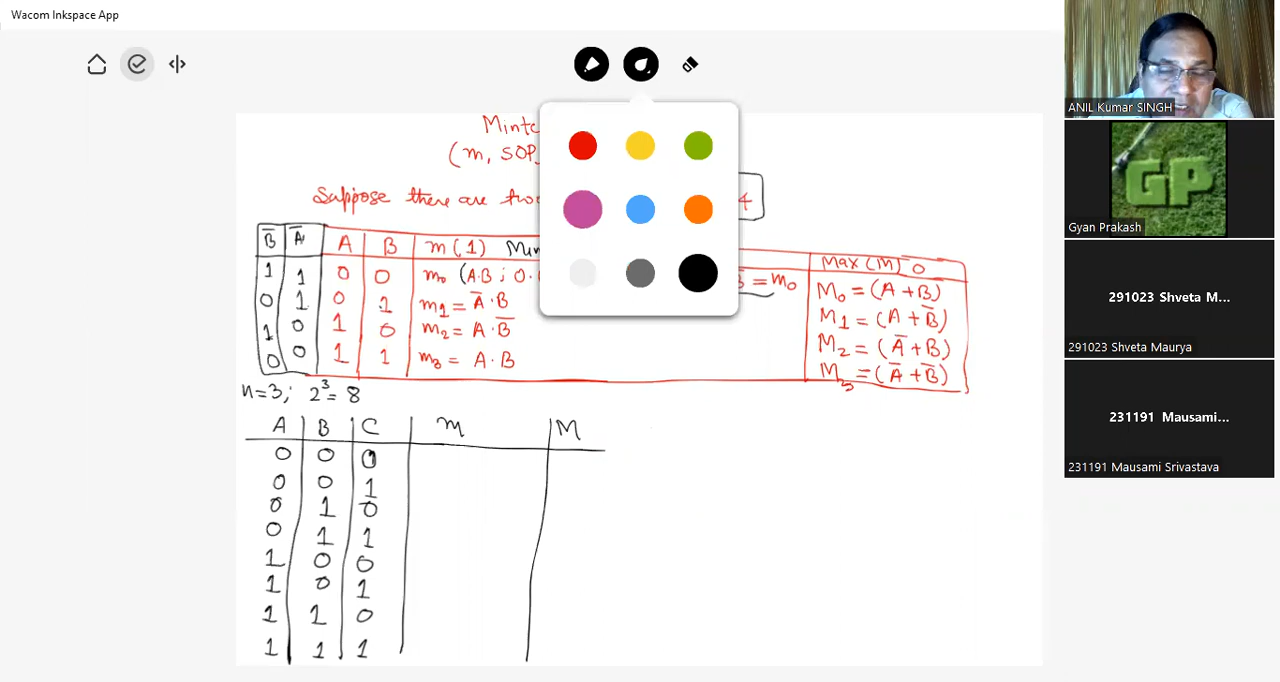 Wacom Inkspace App
(m, SOP
Suppose there are two 4
B̅ A̅ A B m(1) Max(M) 0
1 1 0 0 m₀ (A·B ; = m₀ M₀ = (A + B)
0 1 0 1 m₁ = A̅·B M₁ = (A + B̅)
1 0 1 0 m₂ = A·B̅ M₂ = (A̅ + B)
0 0 1 1 m₃ = A·B M₃ = (A̅ + B̅)
n=3; 2³= 8
A B C m M
0 0 0
0 0 1
0 1 0
0 1 1
1 0 0
1 0 1
1 1 0
1 1 1
ANIL Kumar SINGH
GP
Gyan Prakash
291023 Shveta M...
291023 Shveta Maurya
231191 Mausami...
231191 Mausami Srivastava